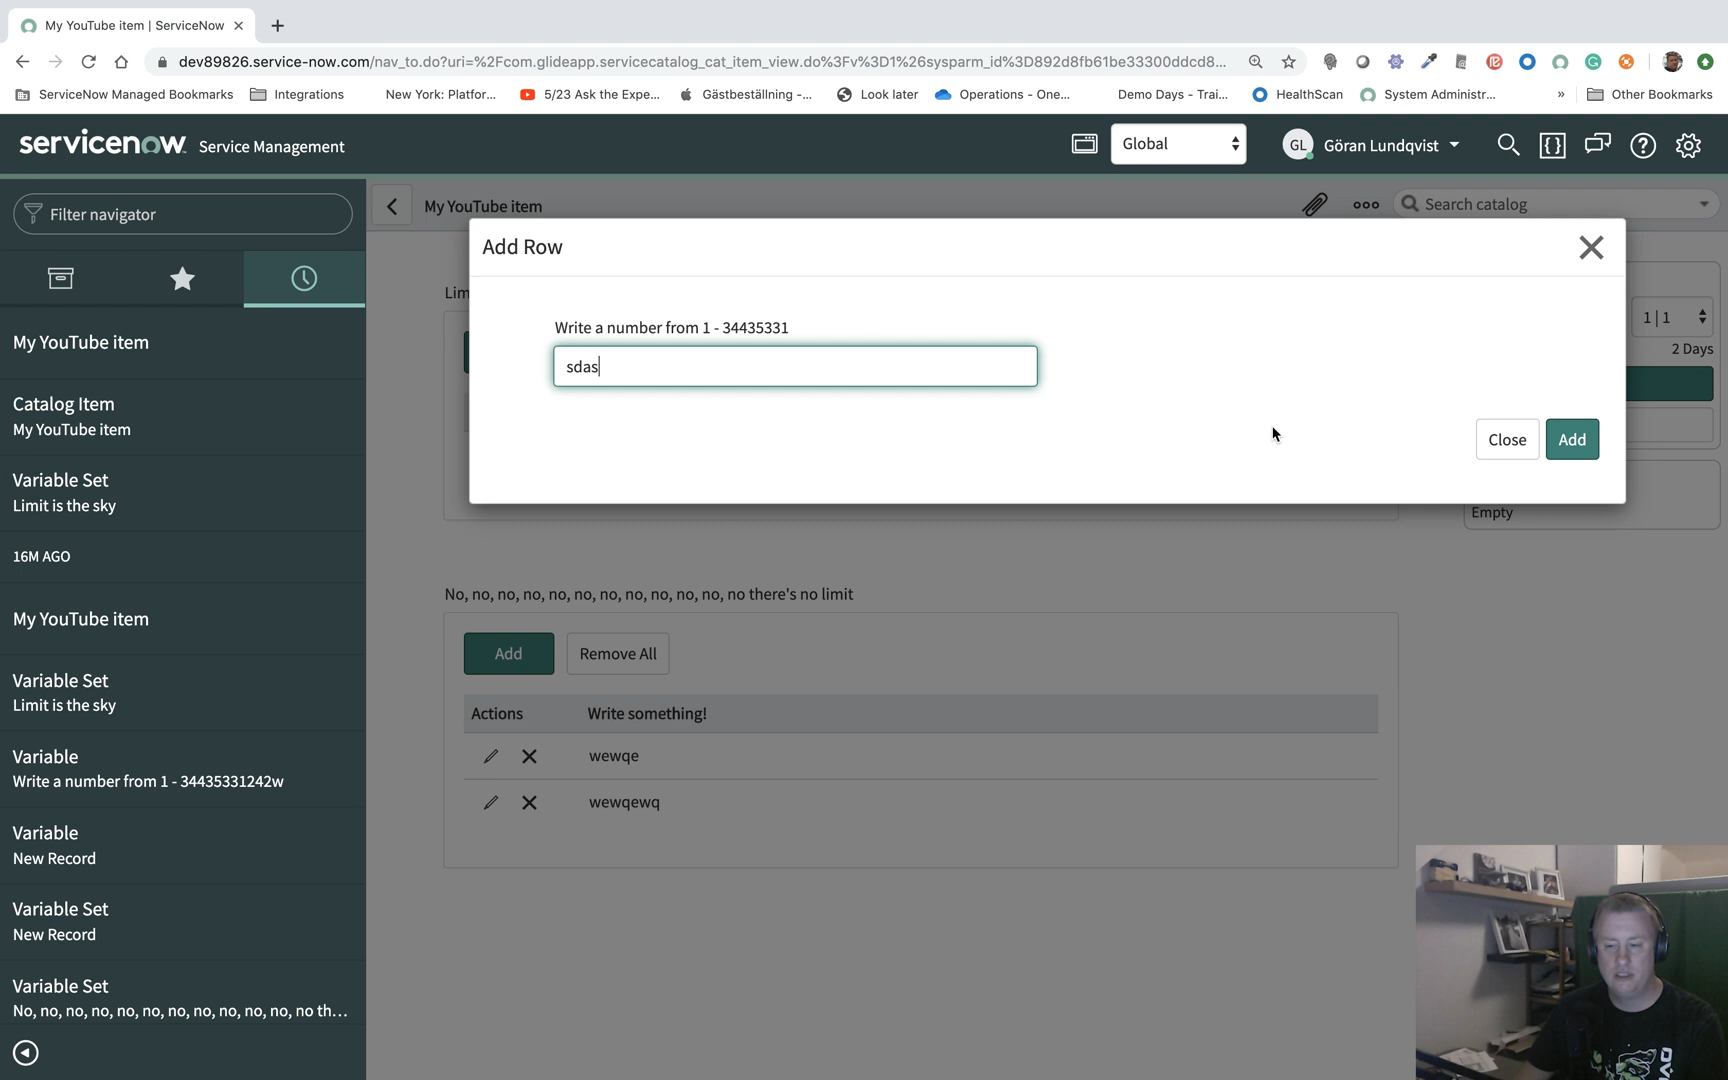 My YouTube item | ServiceNow
dev89826.service-now.com/nav_to.do?uri=%2Fcom.glideapp.servicecatalog_cat_item_view.do%3Fv%3D1%26sysparm_id%3D892d8fb61be33300ddcd8...
ServiceNow Managed Bookmarks Integrations New York: Platfor... 5/23 Ask the Expe... Gästbeställning -... Look later Operations - One... Demo Days - Trai... HealthScan System Administr... » Other Bookmarks
servicenow Service Management Global GL Göran Lundqvist
Filter navigator
My YouTube item
Catalog Item
My YouTube item
Variable Set
Limit is the sky
16M AGO
My YouTube item
Variable Set
Limit is the sky
Variable
Write a number from 1 - 34435331242w
Variable
New Record
Variable Set
New Record
Variable Set
No, no, no, no, no, no, no, no, no, no, no, no th...
My YouTube item
Search catalog
Lim
Add Row
Write a number from 1 - 34435331
sdas
Close Add
1 | 1
2 Days
Empty
No, no, no, no, no, no, no, no, no, no, no, no there's no limit
Add Remove All
Actions Write something!
wewqe
wewqewq